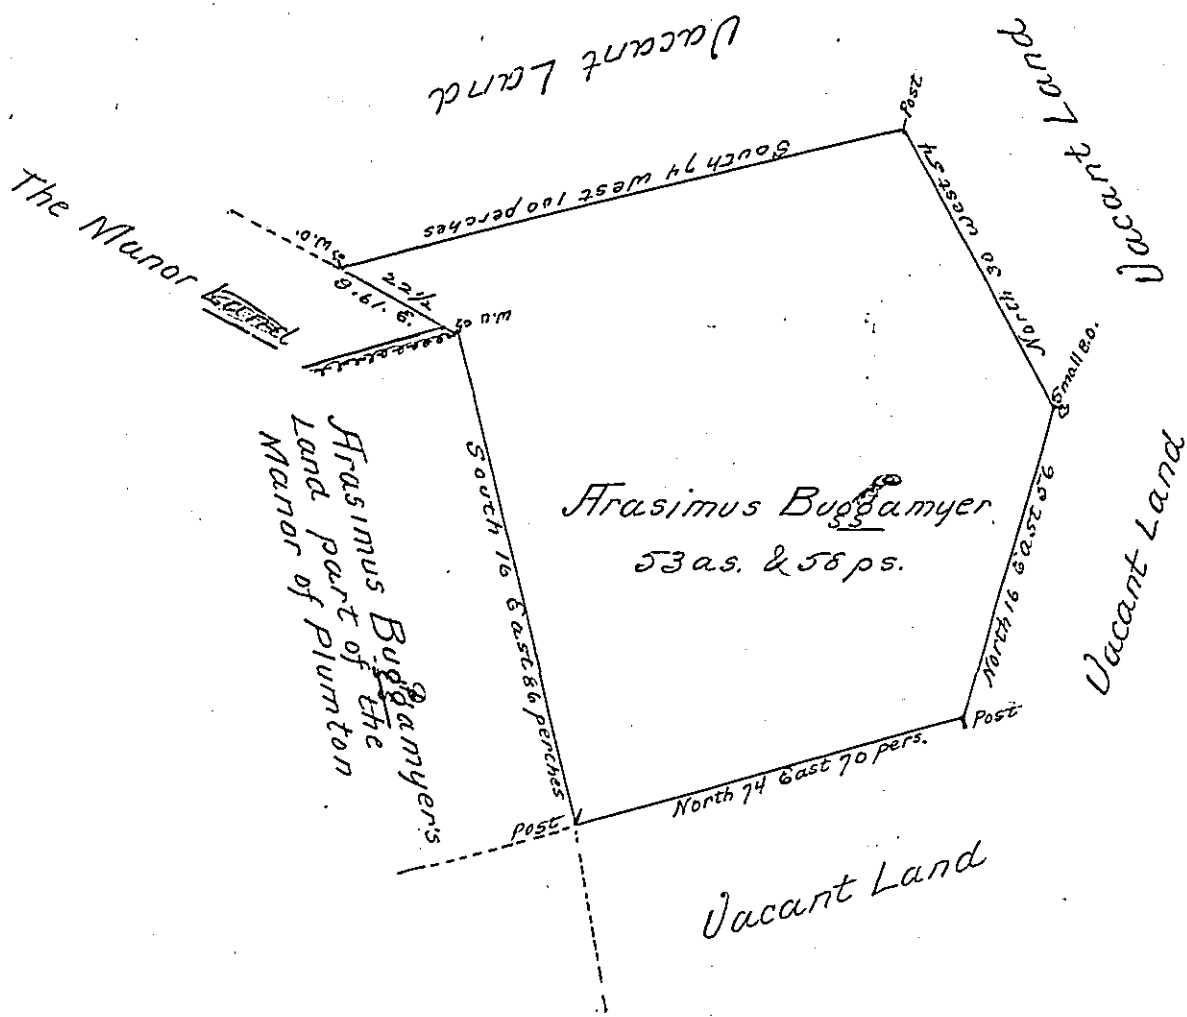 Vacant Land
Vacant Land
Post
South 74 West 100 perches
North 30 West 54
The Manor
W.O.
22½
W.O.
Small B.O.
Arasimus Buggamyer's
Land part of the
Manor of Plumton
South 16 East 86 perches
Arasimus Buggamyer
53 as. & 58 ps.
North 16 East 56
Vacant Land
Post
North 74 East 70 pers.
Post
Vacant Land